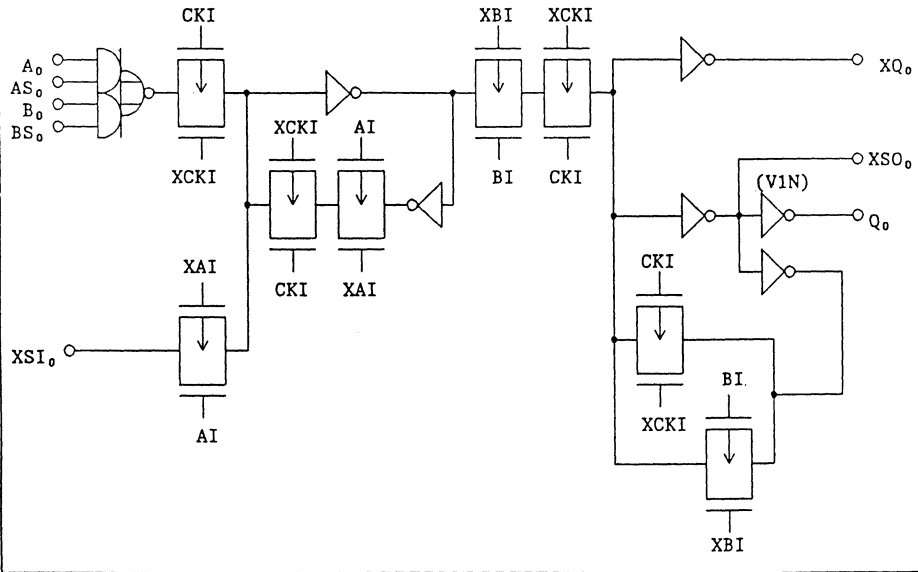 CKI
XBI
XCKI
A₀
AS₀
B₀
BS₀
XQ₀
XCKI
XCKI
AI
BI
CKI
XSO₀
(V1N)
Q₀
CKI
XAI
CKI
XAI
XSI₀
BI
XCKI
AI
XBI